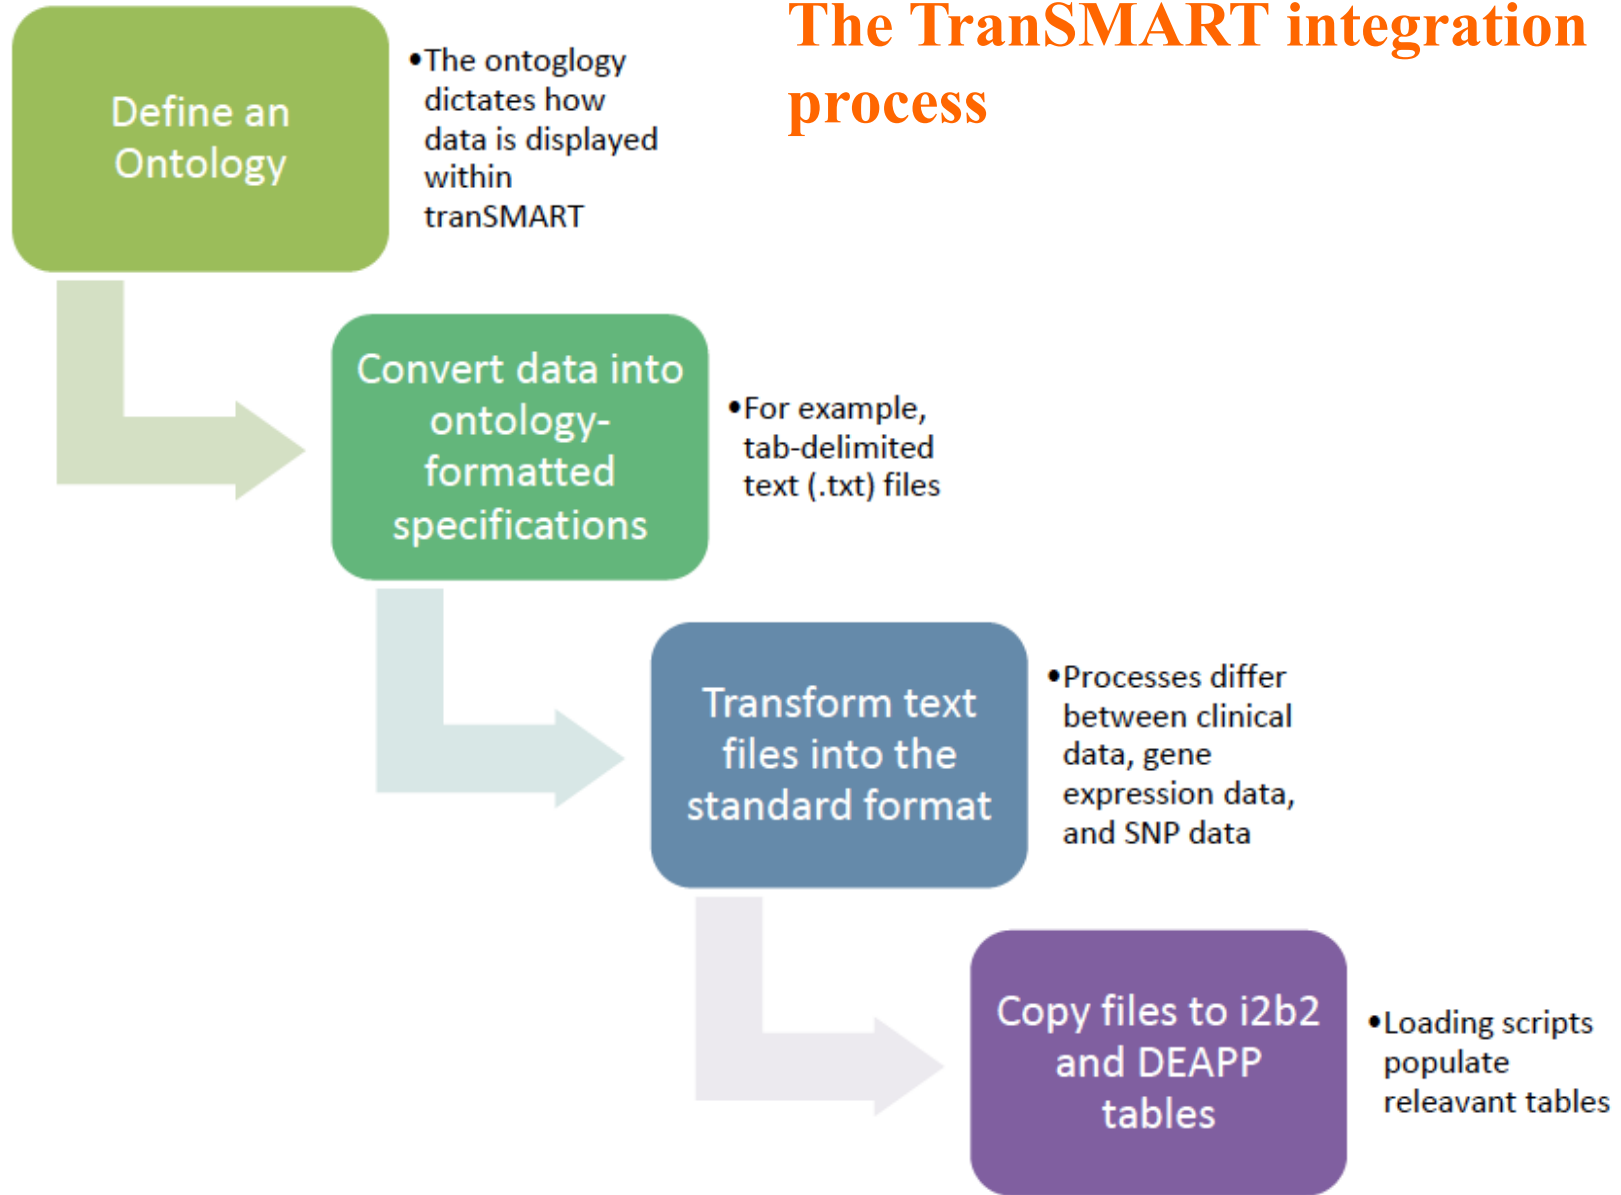 The TranSMART integration
process
Define an
Ontology
•The ontoglogy
dictates how
data is displayed
within
tranSMART
Convert data into
ontology-
formatted
specifications
•For example,
tab-delimited
text (.txt) files
Transform text
files into the
standard format
•Processes differ
between clinical
data, gene
expression data,
and SNP data
Copy files to i2b2
and DEAPP
tables
•Loading scripts
populate
releavant tables